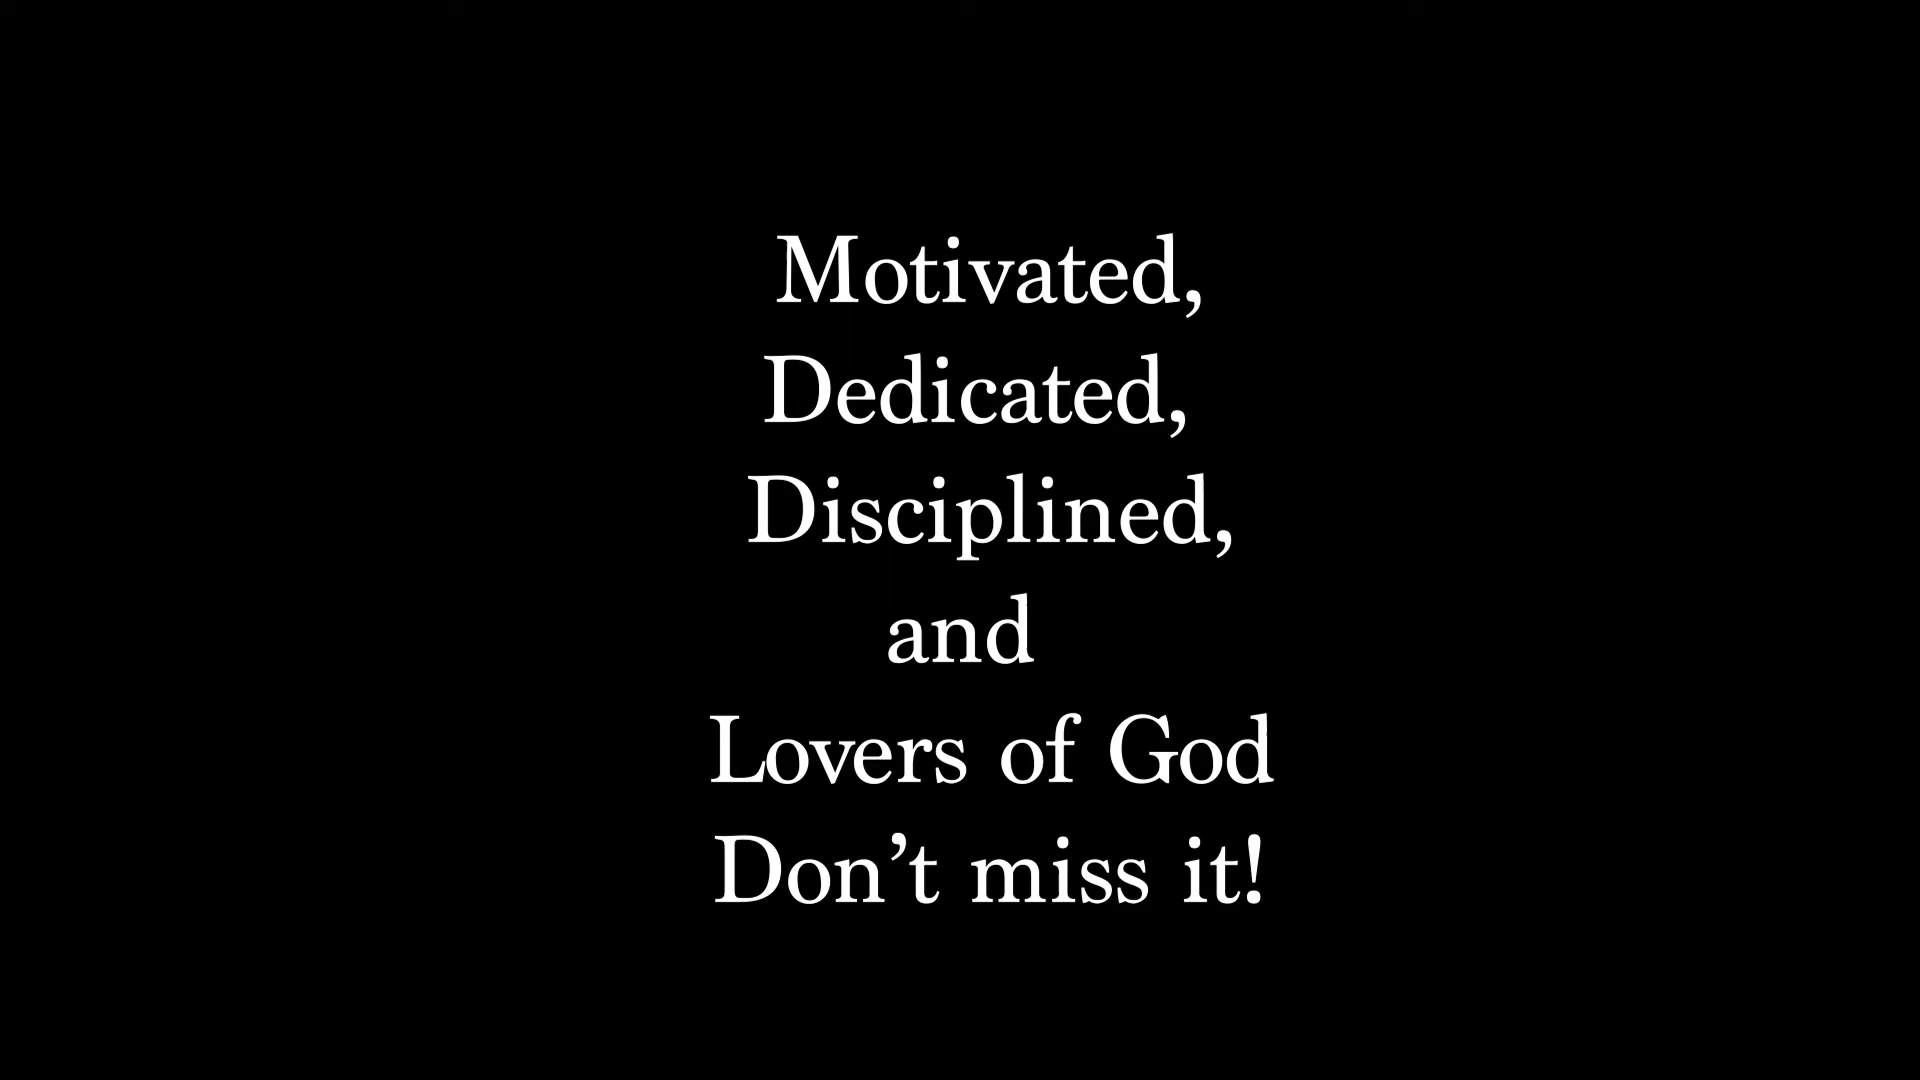 Motivated,
Dedicated,
Disciplined,
and
Lovers of God
Don’t miss it!